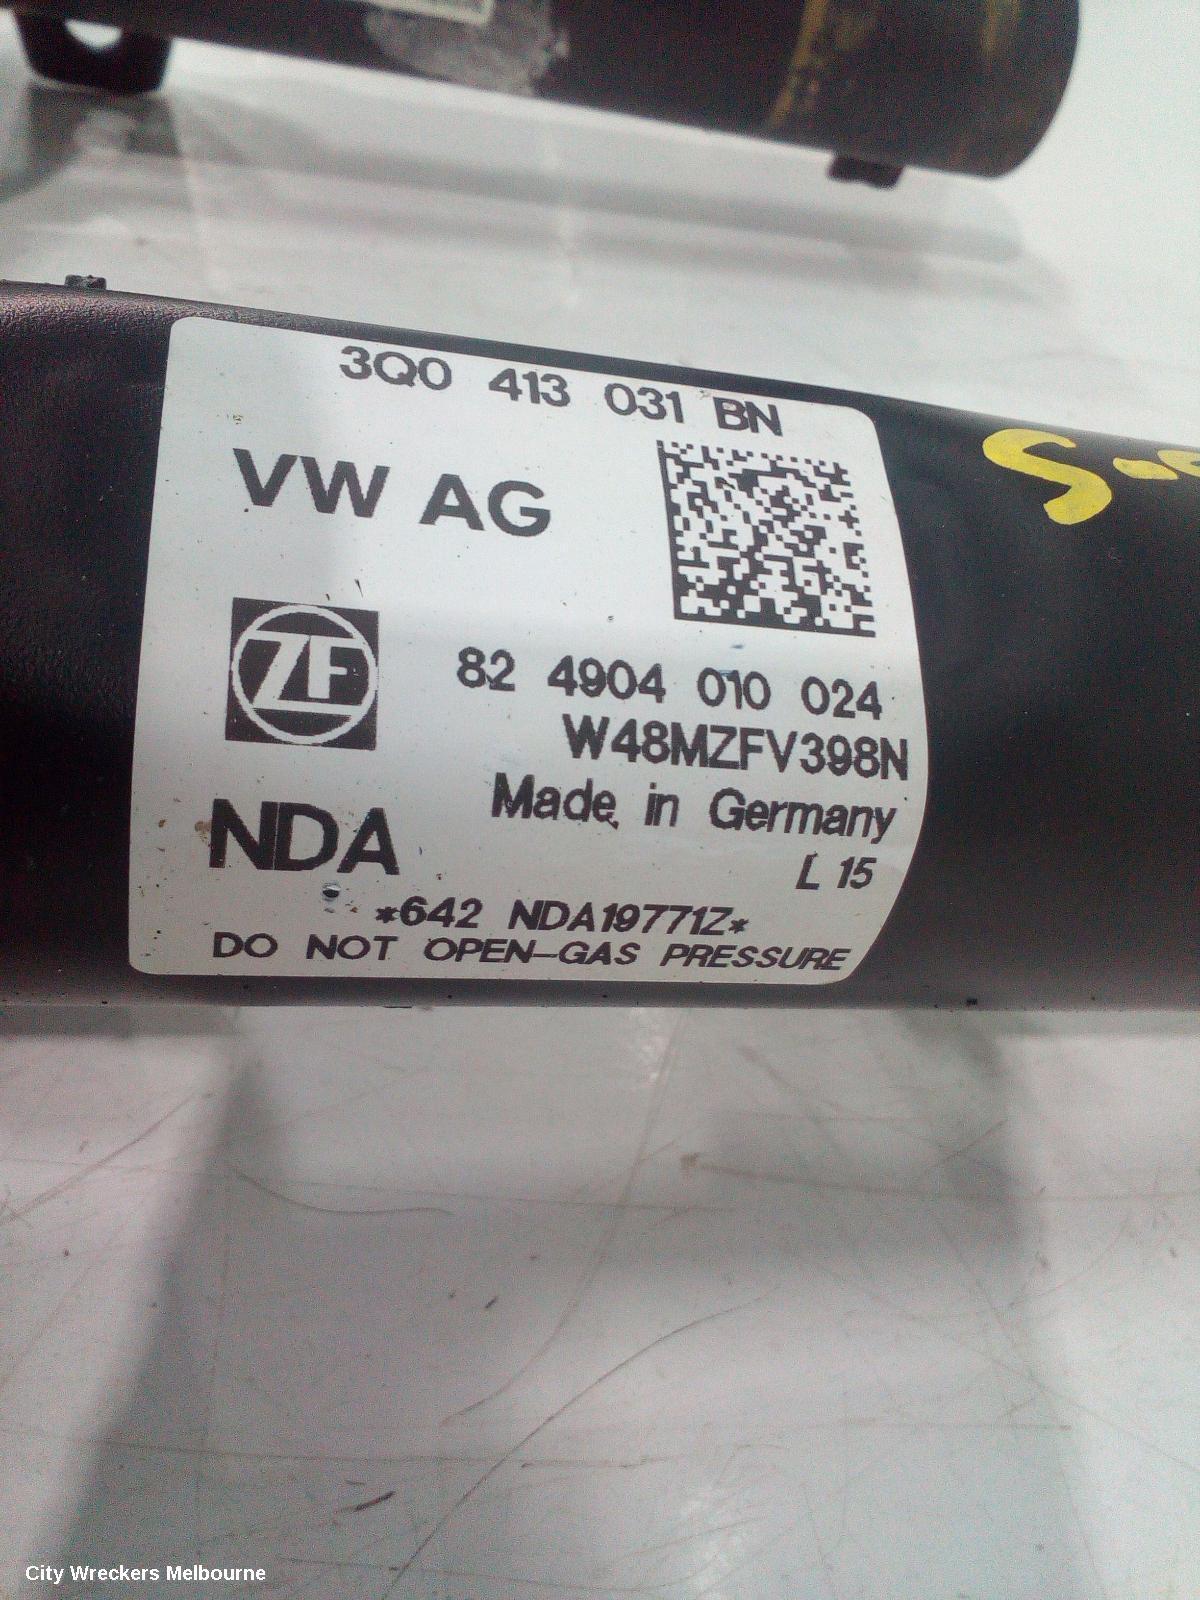 3Q0 413 031 BN
VW AG
ZF
82 4904 010 024
W48MZFV398N
Made in Germany
NDA
L 15
*642 NDA19771Z*
DO NOT OPEN-GAS PRESSURE
City Wreckers Melbourne